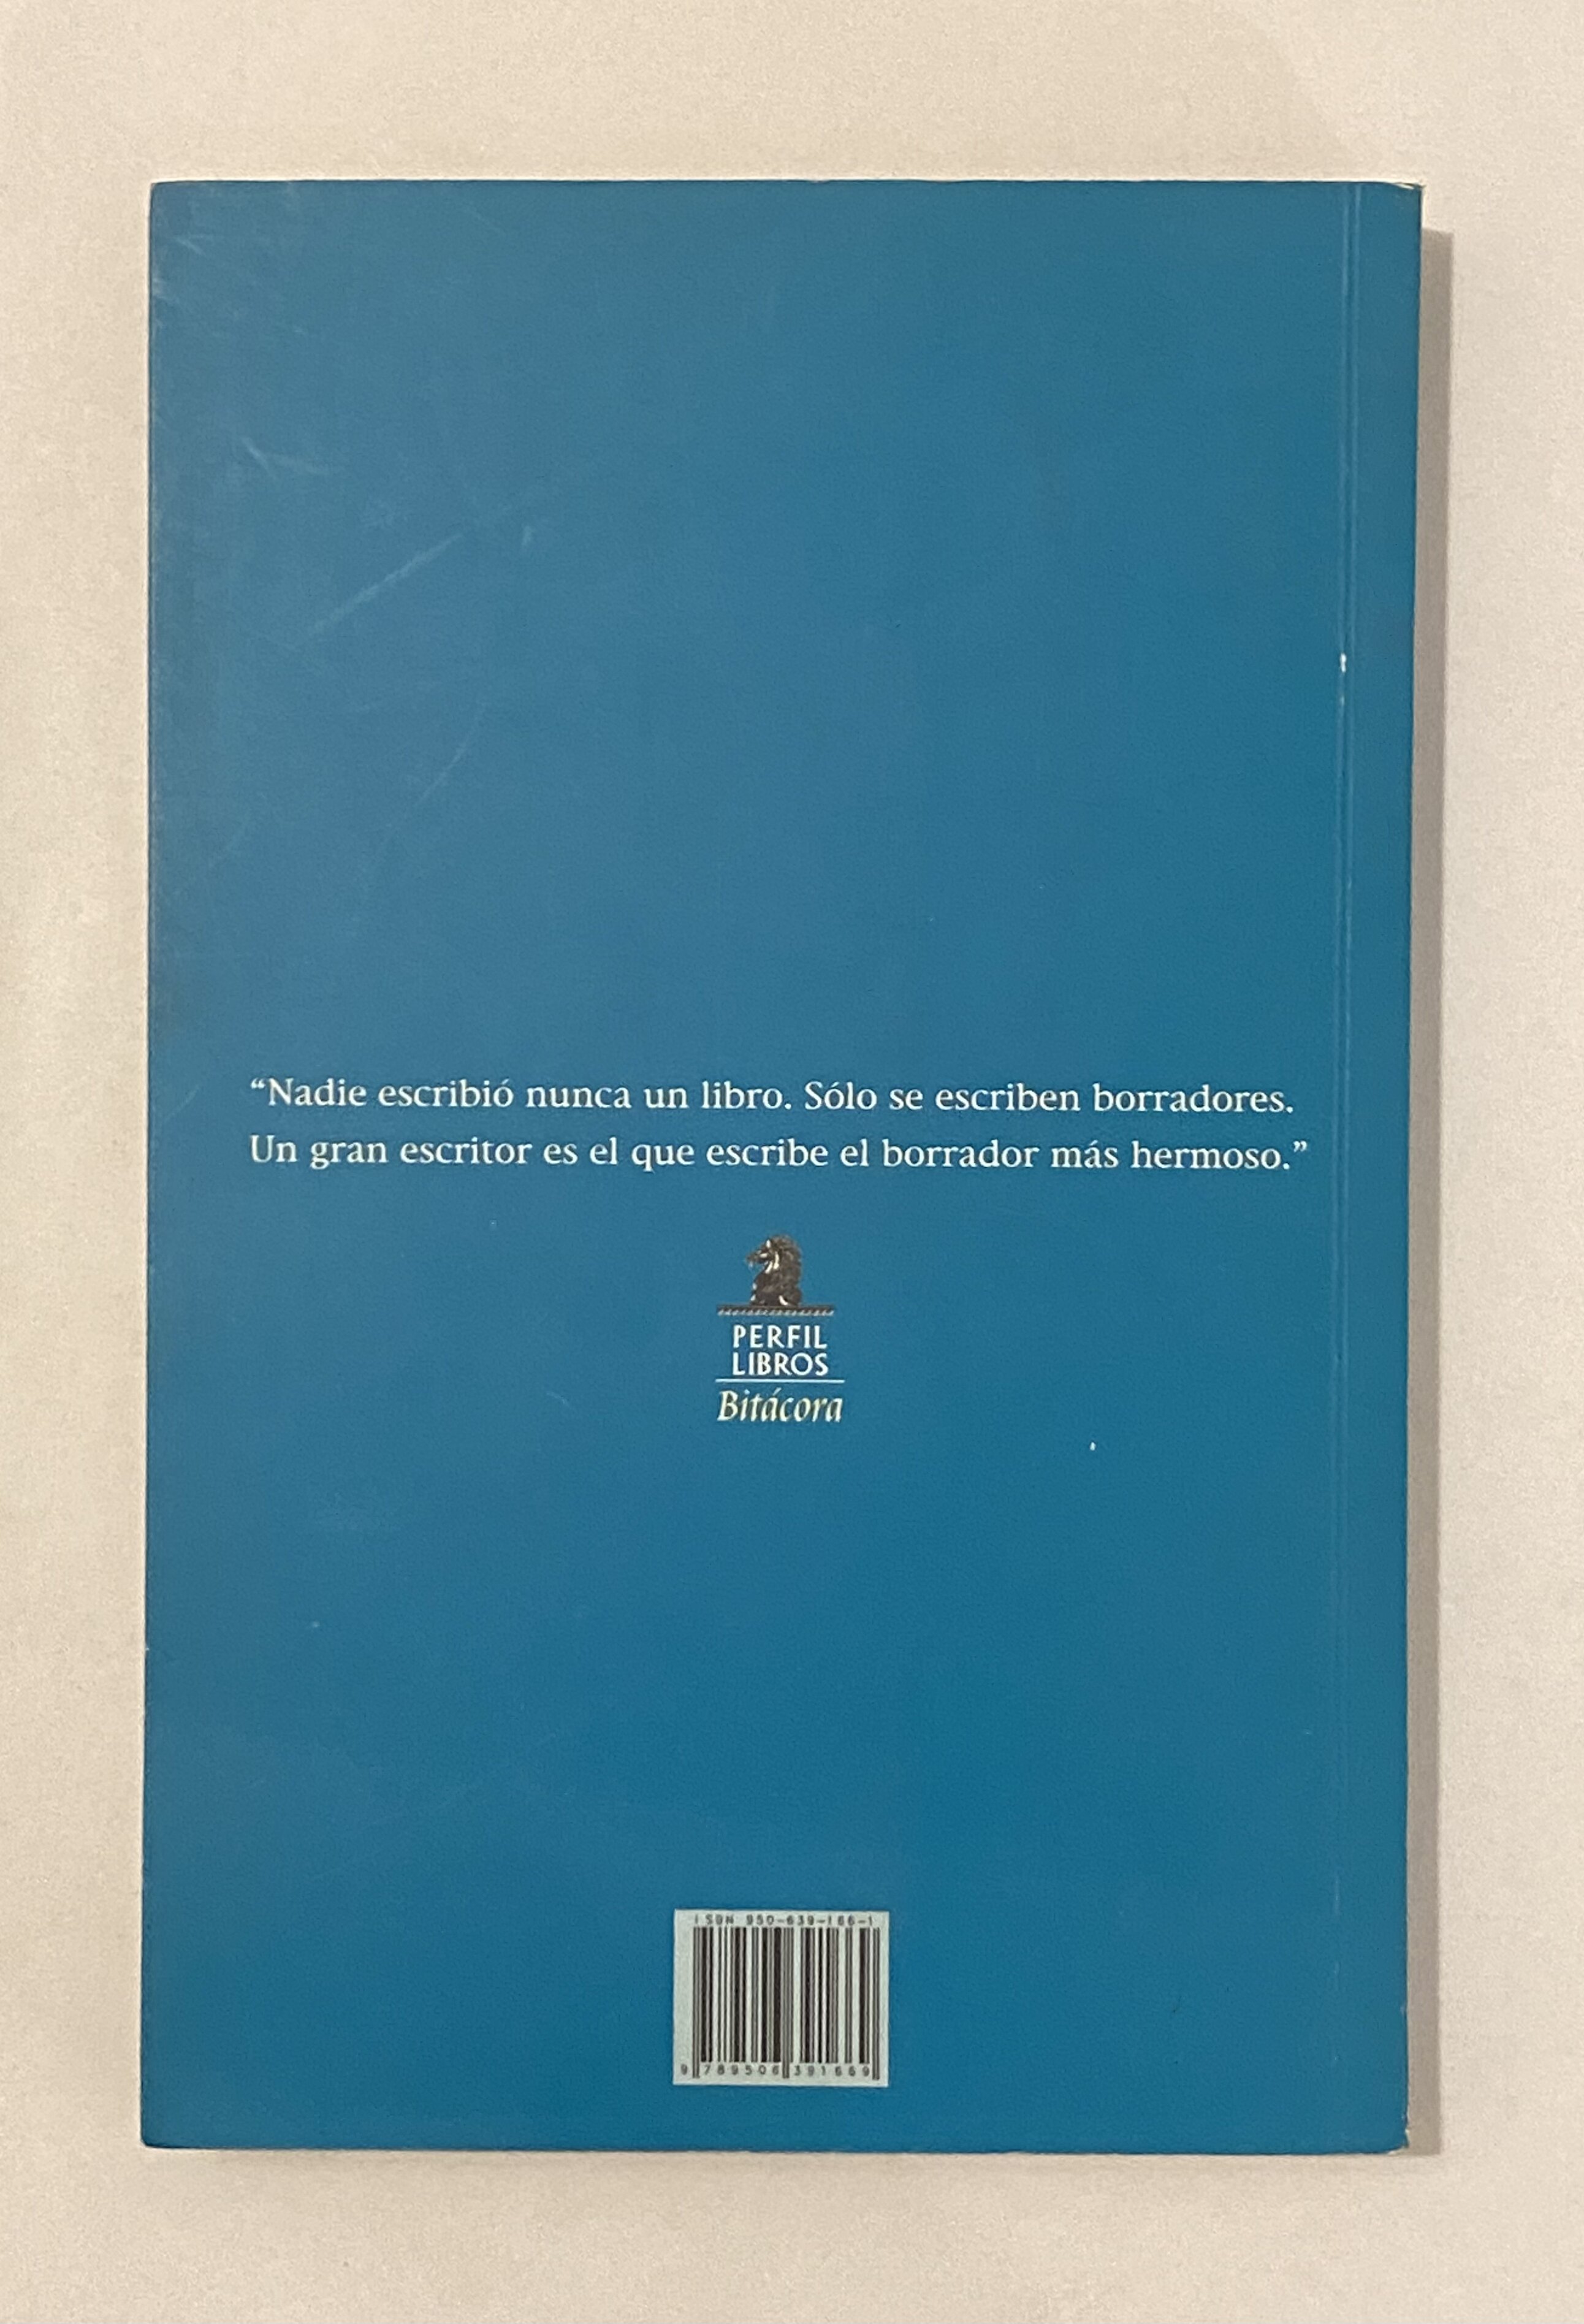 “Nadie escribió nunca un libro. Sólo se escriben borradores.
Un gran escritor es el que escribe el borrador más hermoso.”
PERFIL
LIBROS
Bitácora
ISBN 950-639-166-1
9 789506 391669